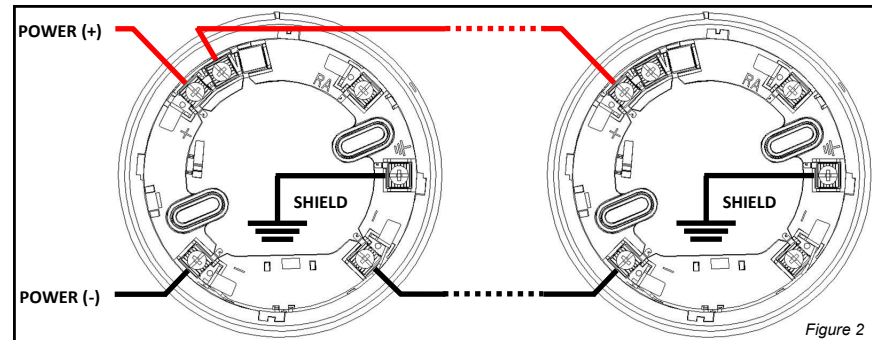 POWER (+)
RA
RA
+
+
SHIELD
SHIELD
−
−
−
−
POWER (-)
Figure 2